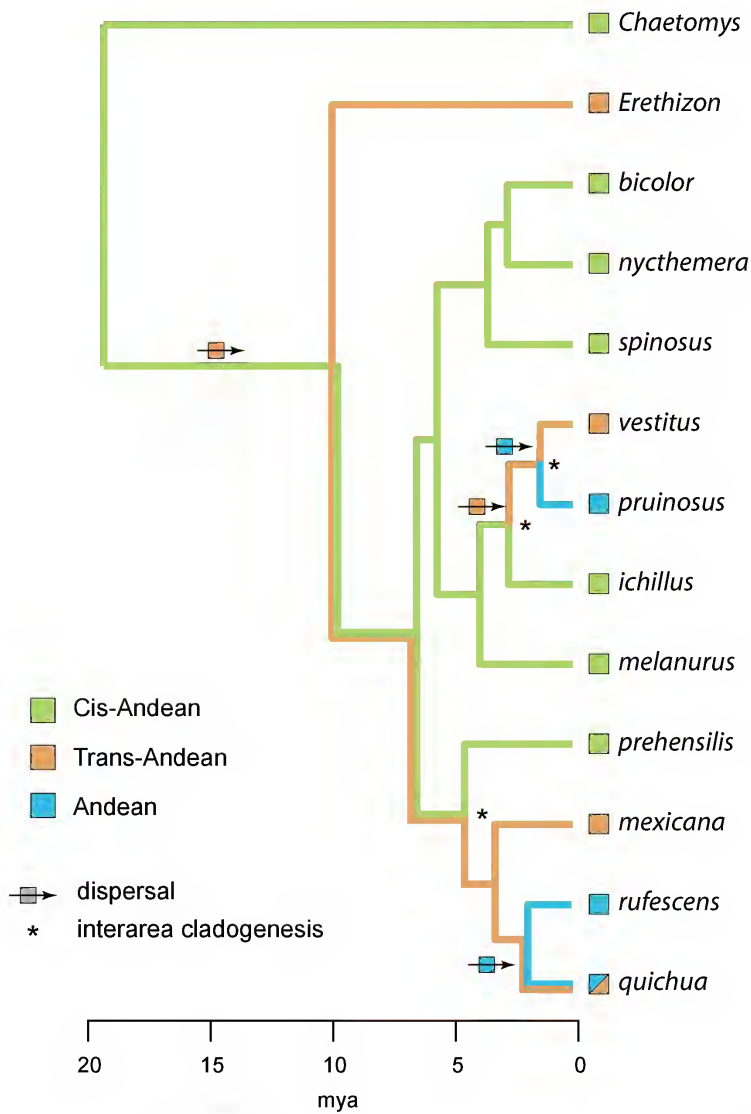 Chaetomys
Erethizon
bicolor
nycthemera
spinosus
vestitus
*
pruinosus
*
ichillus
melanurus
Cis-Andean
Trans-Andean
Andean
prehensilis
*
mexicana
dispersal
* interarea cladogenesis
rufescens
quichua
20 15 10 5 0
mya